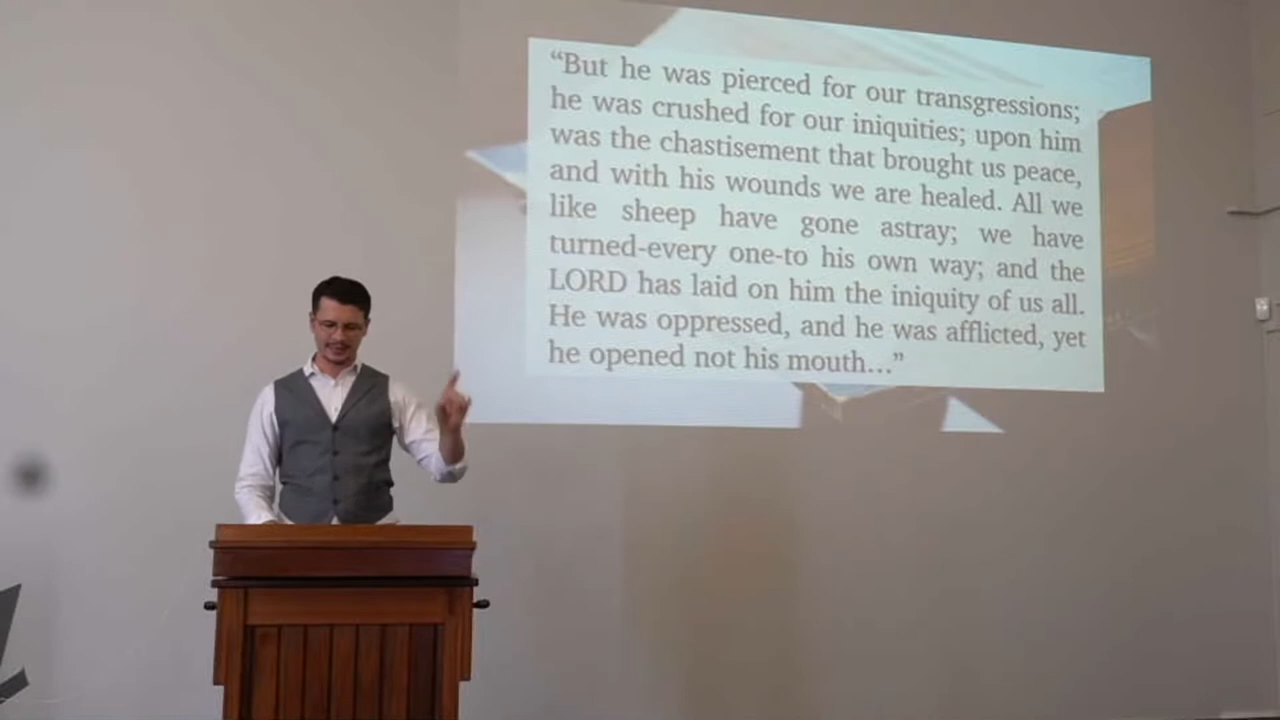 “But he was pierced for our transgressions;
he was crushed for our iniquities; upon him
was the chastisement that brought us peace,
and with his wounds we are healed. All we
like sheep have gone astray; we have
turned-every one-to his own way; and the
LORD has laid on him the iniquity of us all.
He was oppressed, and he was afflicted, yet
he opened not his mouth...”